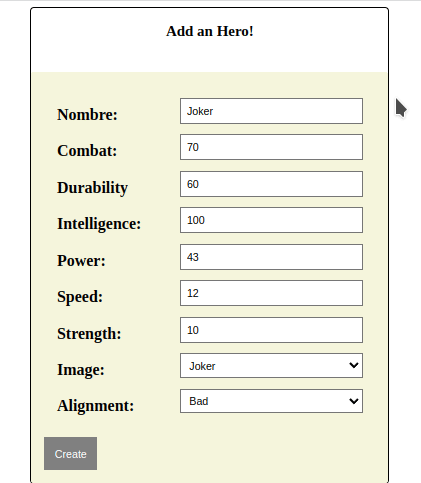 Add an Hero!
Nombre: Joker
Combat: 70
Durability 60
Intelligence: 100
Power: 43
Speed: 12
Strength: 10
Image: Joker
Alignment: Bad
Create